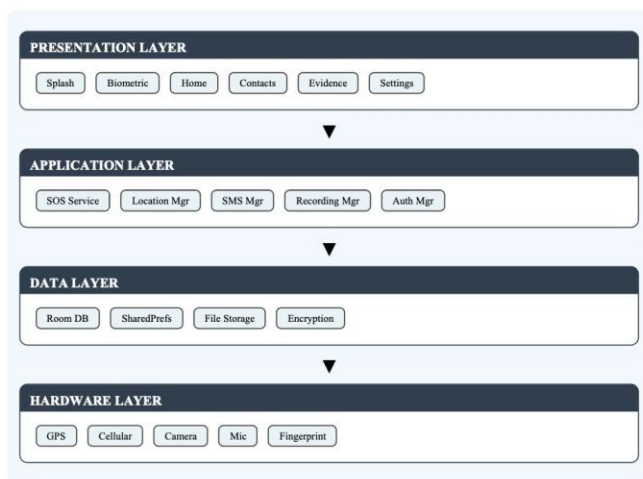 PRESENTATION LAYER
Splash Biometric Home Contacts Evidence Settings
APPLICATION LAYER
SOS Service Location Mgr SMS Mgr Recording Mgr Auth Mgr
DATA LAYER
Room DB SharedPrefs File Storage Encryption
HARDWARE LAYER
GPS Cellular Camera Mic Fingerprint